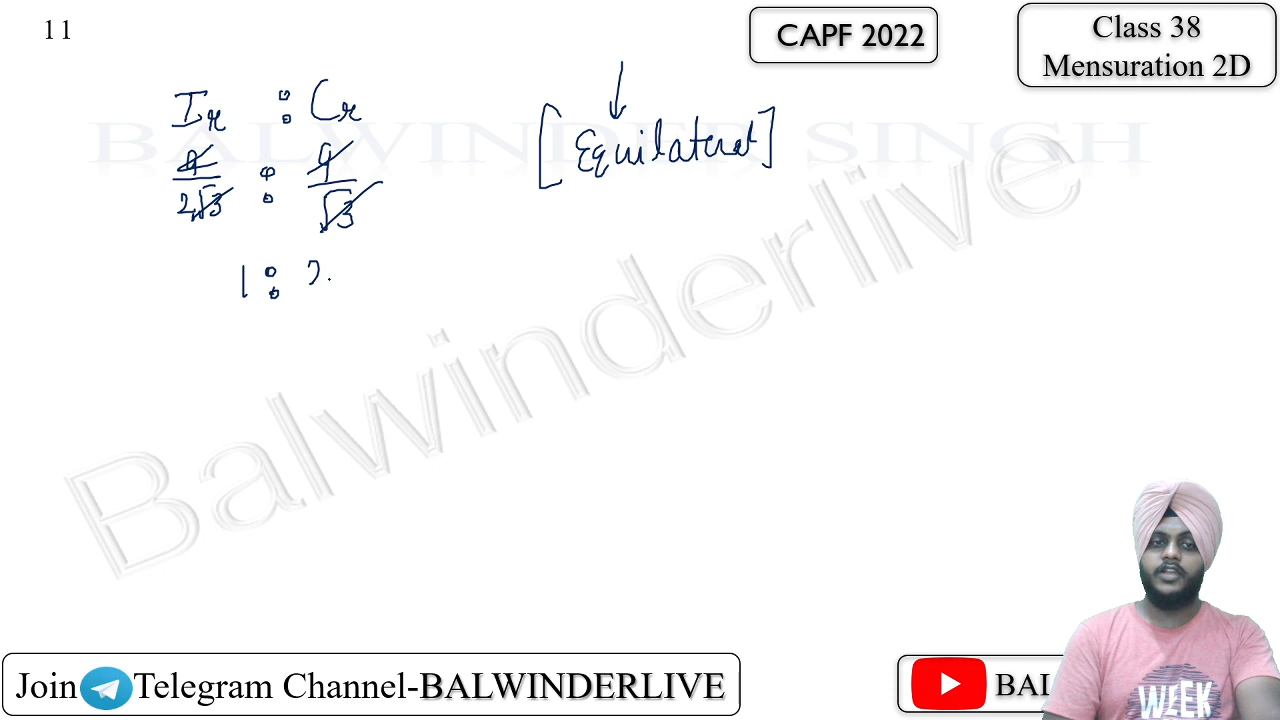 11
CAPF 2022
Class 38
Mensuration 2D
Ir : Cr
[Equilateral]
BALWINDER SINGH
a/2√3 : a/√3
1 : 2
Balwinderlive
Join Telegram Channel-BALWINDERLIVE
BAL
WEEK